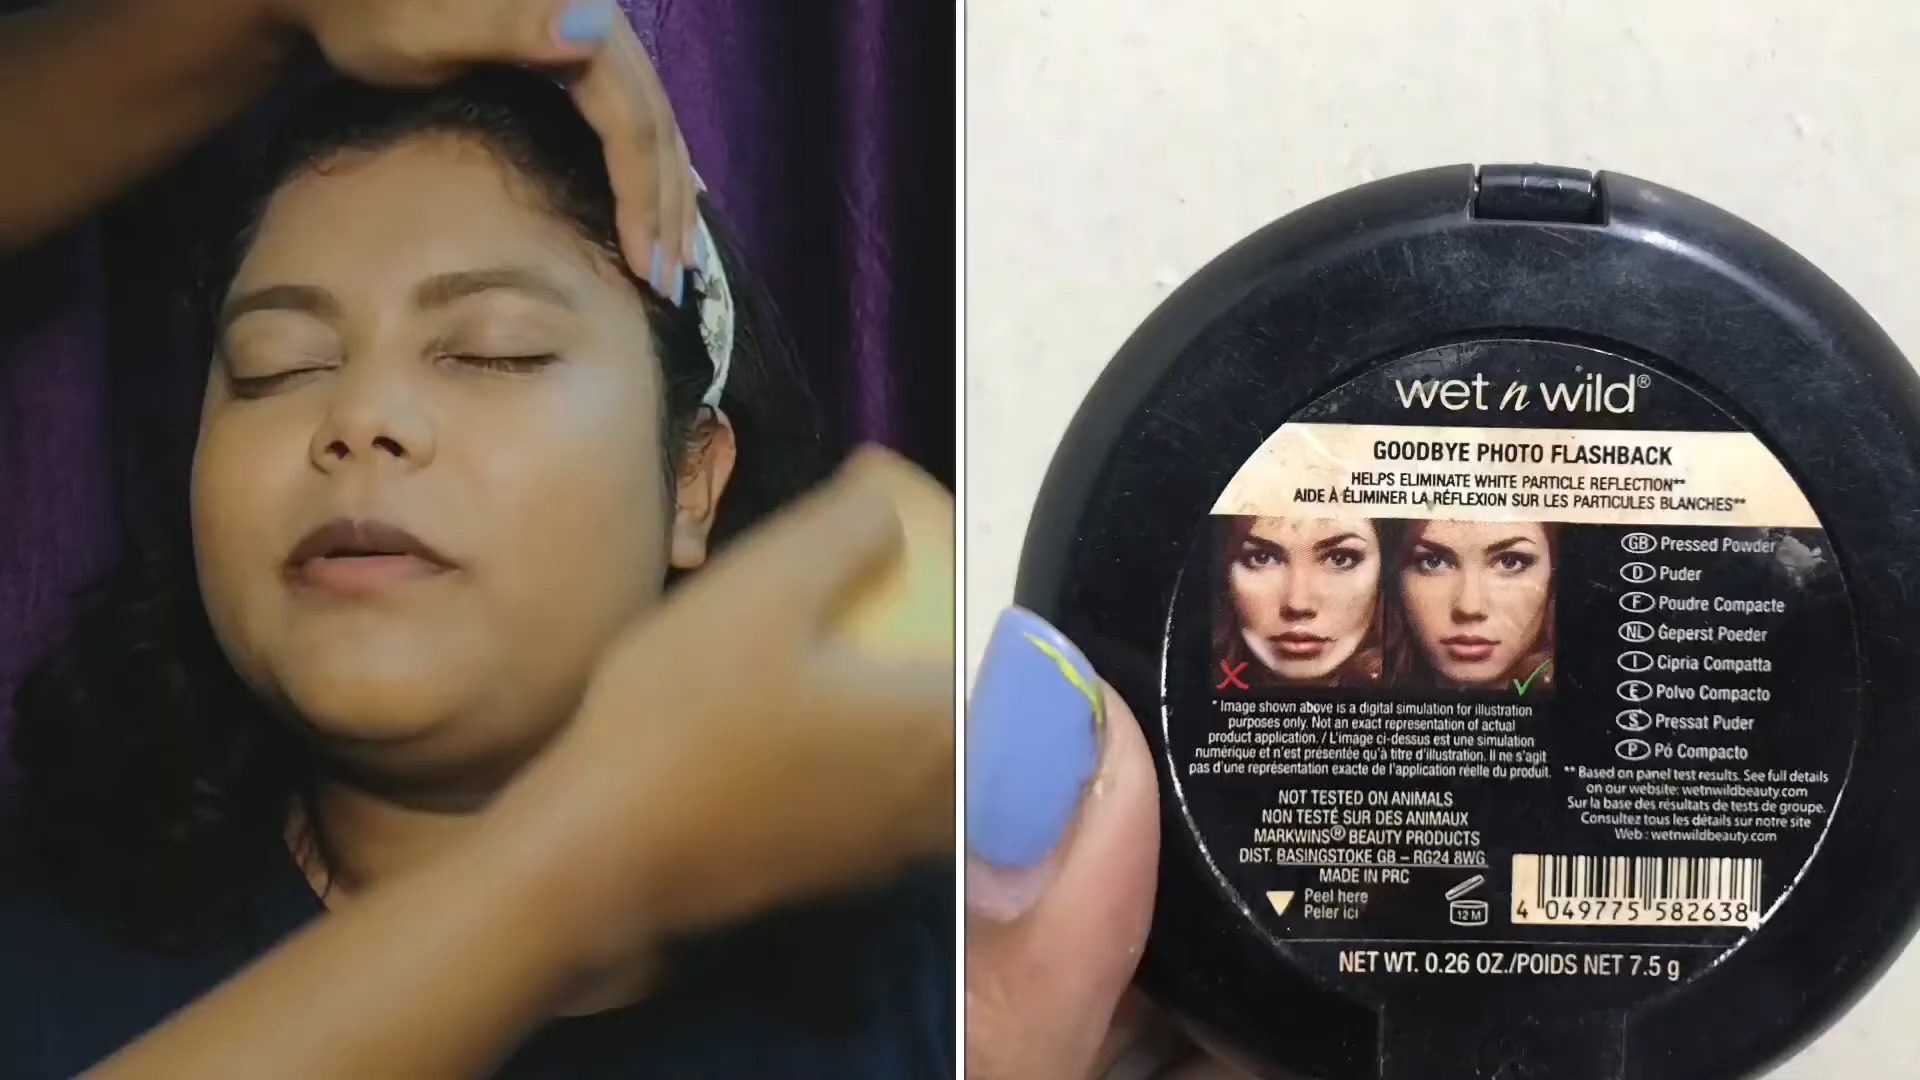 wet n wild®
GOODBYE PHOTO FLASHBACK
HELPS ELIMINATE WHITE PARTICLE REFLECTION**
AIDE À ÉLIMINER LA RÉFLEXION SUR LES PARTICULES BLANCHES**
GB Pressed Powder
D Puder
F Poudre Compacte
NL Geperst Poeder
I Cipria Compatta
E Polvo Compacto
S Pressat Puder
P Pó Compacto
* Image shown above is a digital simulation for illustration
purposes only. Not an exact representation of actual
product application. / L'image ci-dessus est une simulation
numérique et n'est présentée qu'à titre d'illustration. Il ne s'agit
pas d'une représentation exacte de l'application réelle du produit.
** Based on panel test results. See full details
on our website: wetnwildbeauty.com
Sur la base des résultats de tests de groupe.
Consultez tous les détails sur notre site
Web : wetnwildbeauty.com
NOT TESTED ON ANIMALS
NON TESTÉ SUR DES ANIMAUX
MARKWINS® BEAUTY PRODUCTS
DIST. BASINGSTOKE GB – RG24 8WG
MADE IN PRC
Peel here
Peler ici
12 M
4 049775 582638
NET WT. 0.26 OZ./POIDS NET 7.5 g